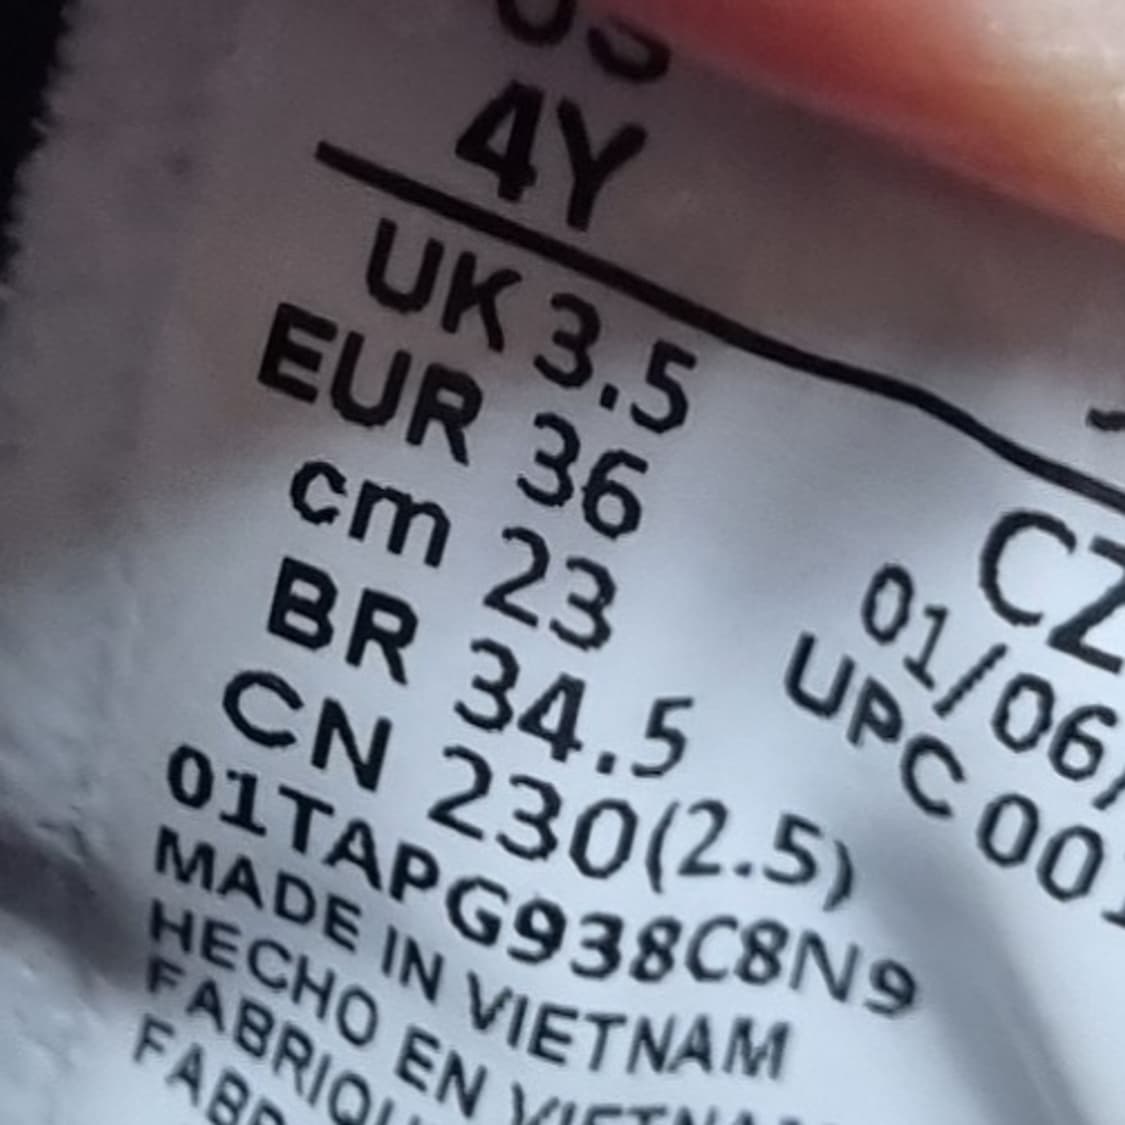 US
4Y
UK 3.5
EUR 36
cm 23
BR 34.5
CN 230(2.5)
01TAPG938C8N9
MADE IN VIETNAM
HECHO EN VIETNAM
CZ
01/06/
UPC 00